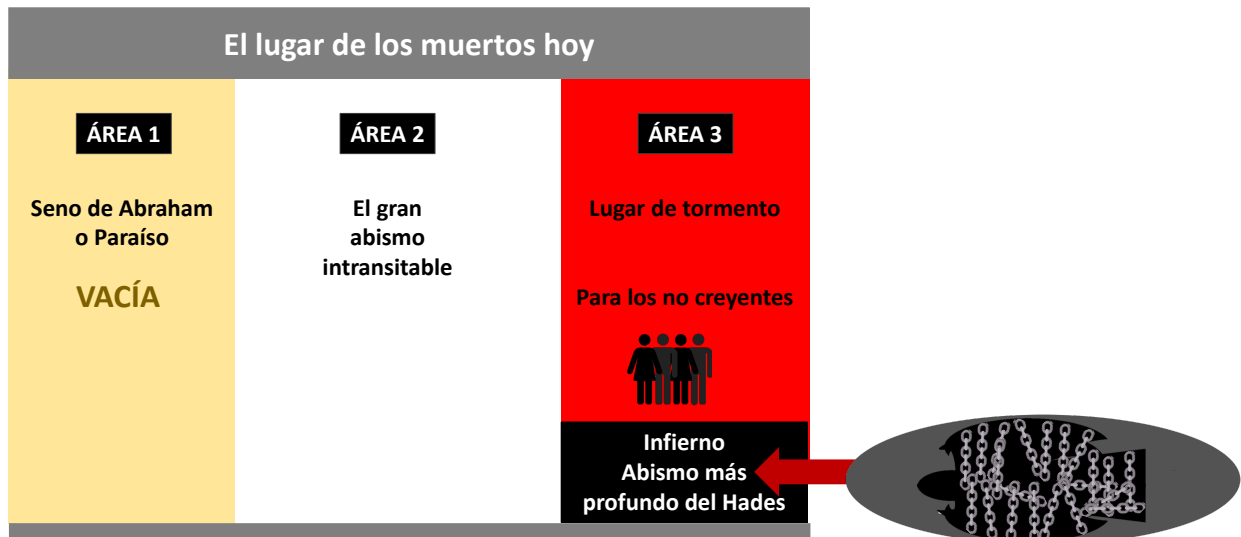 El lugar de los muertos hoy
ÁREA 1
Seno de Abraham
o Paraíso
VACÍA
ÁREA 2
El gran
abismo
intransitable
ÁREA 3
Lugar de tormento
Para los no creyentes
Infierno
Abismo más
profundo del Hades